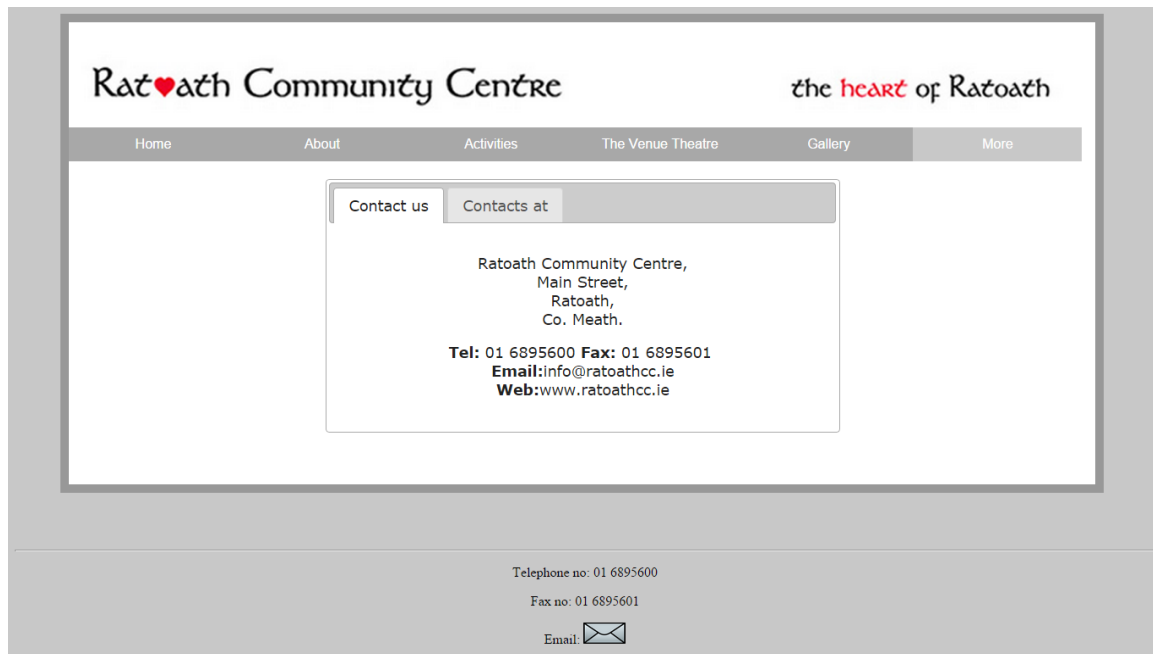 Rat♥ath Community Centre
the heart of Ratoath
Home About Activities The Venue Theatre Gallery More
Contact us Contacts at
Ratoath Community Centre,
Main Street,
Ratoath,
Co. Meath.
Tel: 01 6895600 Fax: 01 6895601
Email:info@ratoathcc.ie
Web:www.ratoathcc.ie
Telephone no: 01 6895600
Fax no: 01 6895601
Email: